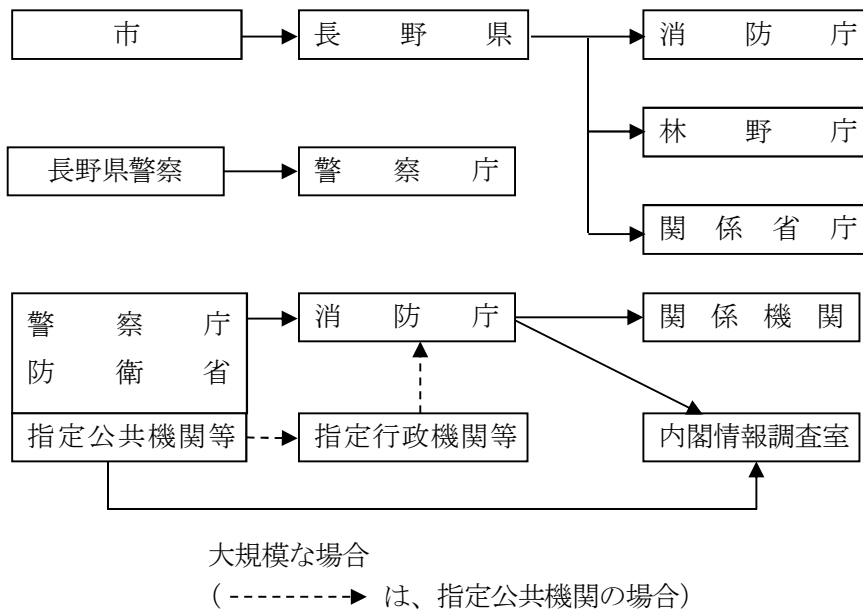 市
長野県
消防庁
林野庁
長野県警察
警察庁
関係省庁
警察庁
防衛省
消防庁
関係機関
指定公共機関等
指定行政機関等
内閣情報調査室
大規模な場合
( は、指定公共機関の場合)